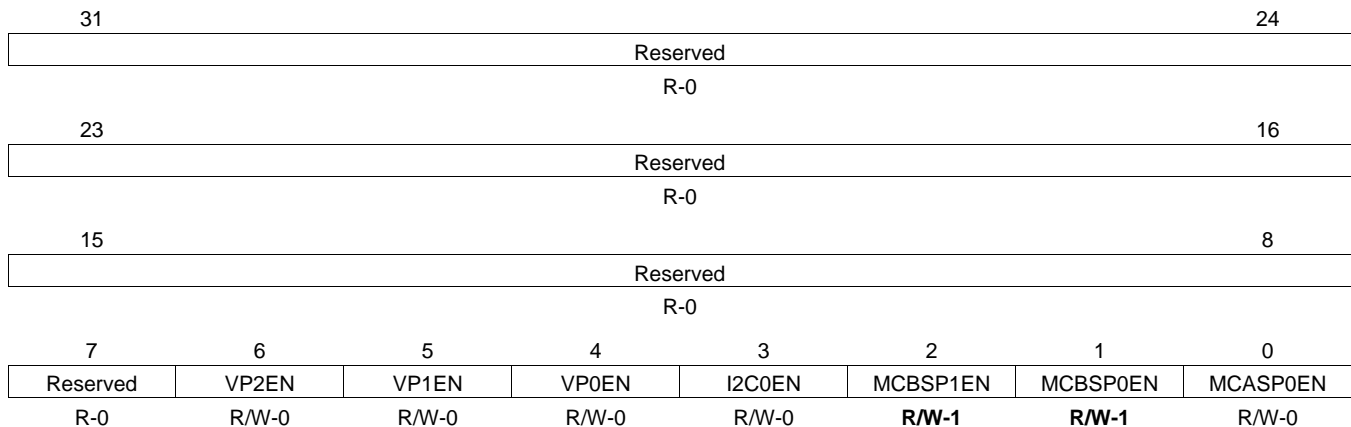 31 24
Reserved
R-0
23 16
Reserved
R-0
15 8
Reserved
R-0
7 6 5 4 3 2 1 0
Reserved VP2EN VP1EN VP0EN I2C0EN MCBSP1EN MCBSP0EN MCASP0EN
R-0 R/W-0 R/W-0 R/W-0 R/W-0 R/W-1 R/W-1 R/W-0